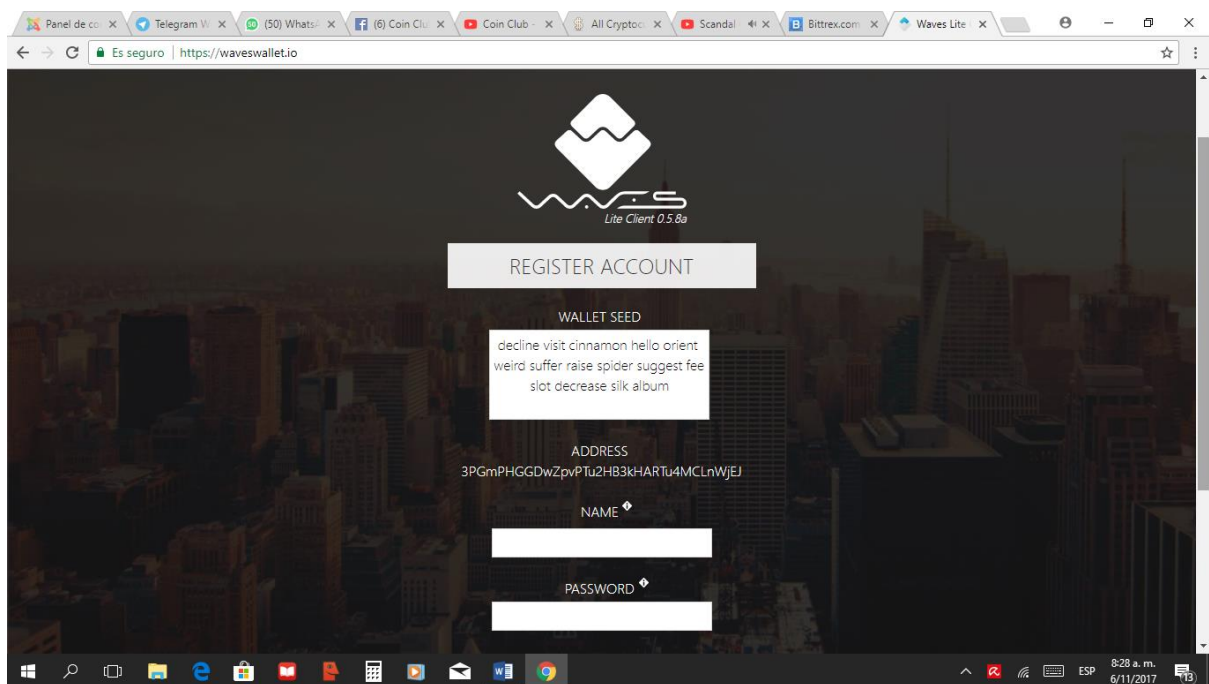 Panel de co
Telegram W
(50) Whats
(6) Coin Clu
Coin Club -
All Cryptoc
Scandal
Bittrex.com
Waves Lite
Es seguro | https://waveswallet.io
WAVES
Lite Client 0.5.8a
REGISTER ACCOUNT
WALLET SEED
decline visit cinnamon hello orient
weird suffer raise spider suggest fee
slot decrease silk album
ADDRESS
3PGmPHGGDwZpvPTu2HB3kHARTu4MCLnWjEJ
NAME
PASSWORD
ESP
8:28 a. m.
6/11/2017
13